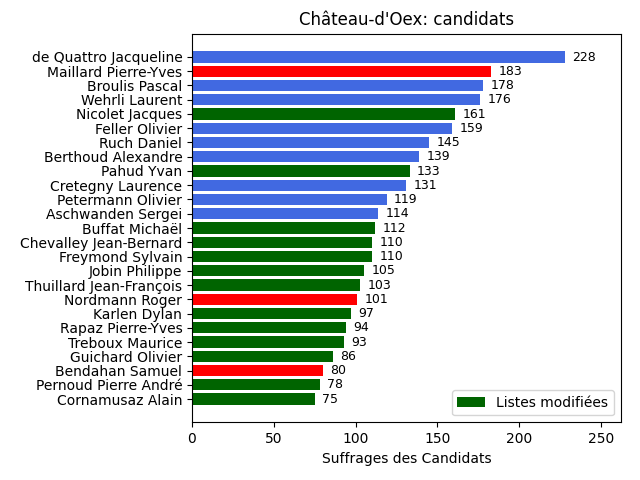 Château-d'Oex: candidats
de Quattro Jacqueline 228
Maillard Pierre-Yves 183
Broulis Pascal 178
Wehrli Laurent 176
Nicolet Jacques 161
Feller Olivier 159
Ruch Daniel 145
Berthoud Alexandre 139
Pahud Yvan 133
Cretegny Laurence 131
Petermann Olivier 119
Aschwanden Sergei 114
Buffat Michaël 112
Chevalley Jean-Bernard 110
Freymond Sylvain 110
Jobin Philippe 105
Thuillard Jean-François 103
Nordmann Roger 101
Karlen Dylan 97
Rapaz Pierre-Yves 94
Treboux Maurice 93
Guichard Olivier 86
Bendahan Samuel 80
Pernoud Pierre André 78
Cornamusaz Alain 75
Listes modifiées
0 50 100 150 200 250
Suffrages des Candidats